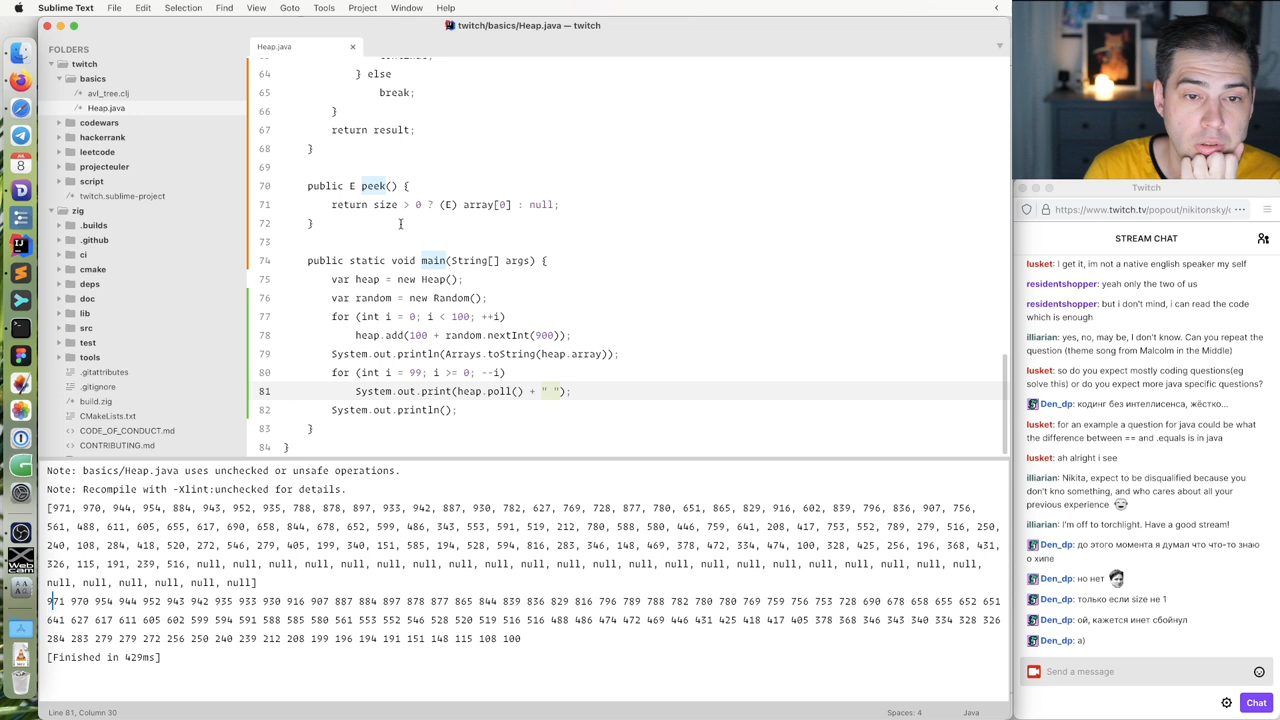 Sublime Text File Edit Selection Find View Goto Tools Project Window Help
twitch/basics/Heap.java — twitch
FOLDERS
twitch
basics
/* avl_tree.clj
/* Heap.java
codewars
hackerrank
leetcode
projecteuler
script
/* twitch.sublime-project
zig
.builds
.github
ci
cmake
deps
doc
lib
src
test
tools
/* .gitattributes
/* .gitignore
/* build.zig
/* CMakeLists.txt
/* CODE_OF_CONDUCT.md
/* CONTRIBUTING.md
Heap.java ×
64 } else
65 break;
66 }
67 return result;
68 }
69
70 public E peek() {
71 return size > 0 ? (E) array[0] : null;
72 }
73
74 public static void main(String[] args) {
75 var heap = new Heap();
76 var random = new Random();
77 for (int i = 0; i < 100; ++i)
78 heap.add(100 + random.nextInt(900));
79 System.out.println(Arrays.toString(heap.array));
80 for (int i = 99; i >= 0; --i)
81 System.out.print(heap.poll() + " ");
82 System.out.println();
83 }
84 }
Note: basics/Heap.java uses unchecked or unsafe operations.
Note: Recompile with -Xlint:unchecked for details.
[971, 970, 944, 954, 884, 943, 952, 935, 788, 878, 897, 933, 942, 887, 930, 782, 627, 769, 728, 877, 780, 651, 865, 829, 916, 602, 839, 796, 836, 907, 756,
561, 488, 611, 605, 655, 617, 690, 658, 844, 678, 652, 599, 486, 343, 553, 591, 519, 212, 780, 588, 580, 446, 759, 641, 208, 417, 753, 552, 789, 279, 516, 250,
240, 108, 284, 418, 520, 272, 546, 279, 405, 199, 340, 151, 585, 194, 528, 594, 816, 283, 346, 148, 469, 378, 472, 334, 474, 100, 328, 425, 256, 196, 368, 431,
326, 115, 191, 239, 516, null, null, null, null, null, null, null, null, null, null, null, null, null, null, null, null, null, null, null, null, null, null,
null, null, null, null, null, null]
971 970 954 944 952 943 942 935 933 930 916 907 887 884 897 878 877 865 844 839 836 829 816 796 789 788 782 780 780 769 759 756 753 728 690 678 658 655 652 651
641 627 617 611 605 602 599 594 591 588 585 580 561 553 552 546 528 520 519 516 516 488 486 474 472 469 446 431 425 418 417 405 378 368 346 343 340 334 328 326
284 283 279 279 272 256 250 240 239 212 208 199 196 194 191 151 148 115 108 100
[Finished in 429ms]
Line 81, Column 30 Spaces: 4 Java
Twitch
https://www.twitch.tv/popout/nikitonsky/
STREAM CHAT
lusket: I get it, im not a native english speaker my self
residentshopper: yeah only the two of us
residentshopper: but i don't mind, i can read the code
which is enough
illiarian: yes, no, may be, I don't know. Can you repeat the
question (theme song from Malcolm in the Middle)
lusket: so do you expect mostly coding questions(eg
solve this) or do you expect more java specific questions?
Den_dp: кодинг без интеллисенса, жёстко...
lusket: for an example a question for java could be what
the difference between == and .equals is in java
lusket: ah alright i see
illiarian: Nikita, expect to be disqualified because you
don't kno something, and who cares about all your
previous experience
illiarian: I'm off to torchlight. Have a good stream!
Den_dp: до этого момента я думал что что-то знаю
о хипе
Den_dp: но нет
Den_dp: только если size не 1
Den_dp: ой, кажется инет сбойнул
Den_dp: а)
Send a message
Chat